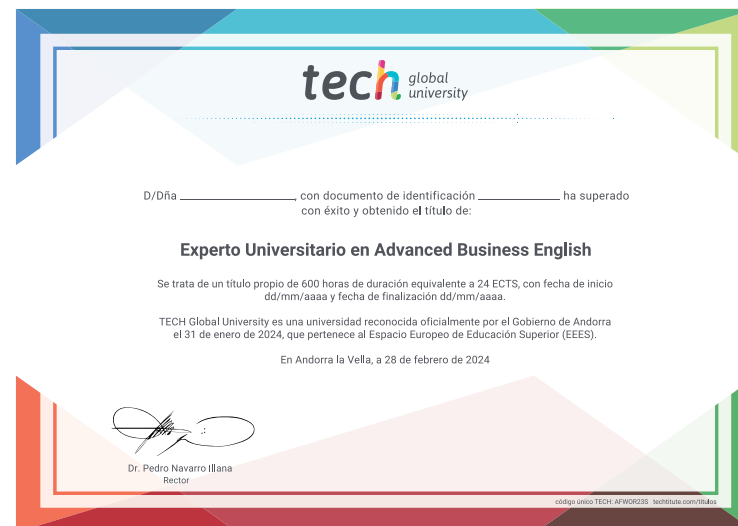 tech global university
D/Dña ____________, con documento de identificación __________ ha superado
con éxito y obtenido el título de:
Experto Universitario en Advanced Business English
Se trata de un título propio de 600 horas de duración equivalente a 24 ECTS, con fecha de inicio
dd/mm/aaaa y fecha de finalización dd/mm/aaaa.
TECH Global University es una universidad reconocida oficialmente por el Gobierno de Andorra
el 31 de enero de 2024, que pertenece al Espacio Europeo de Educación Superior (EEES).
En Andorra la Vella, a 28 de febrero de 2024
Dr. Pedro Navarro Illana
Rector
código único TECH: AFWOR23S techtitute.com/titulos